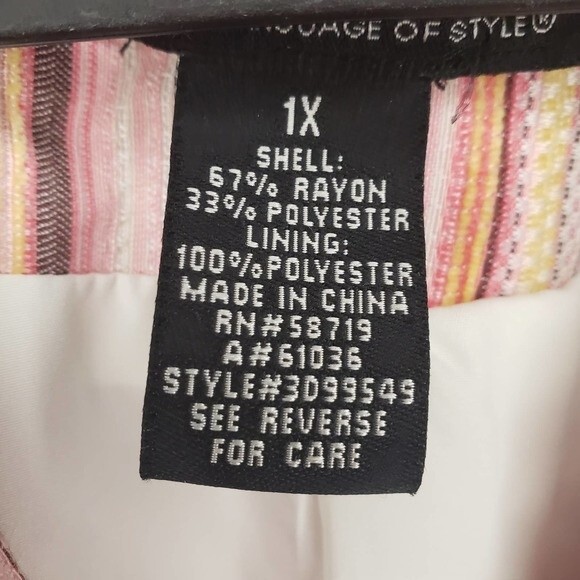 OF STYLE®
1X
SHELL:
67% RAYON
33% POLYESTER
LINING:
100%POLYESTER
MADE IN CHINA
RN#58719
A#61036
STYLE#3D99549
SEE REVERSE
FOR CARE